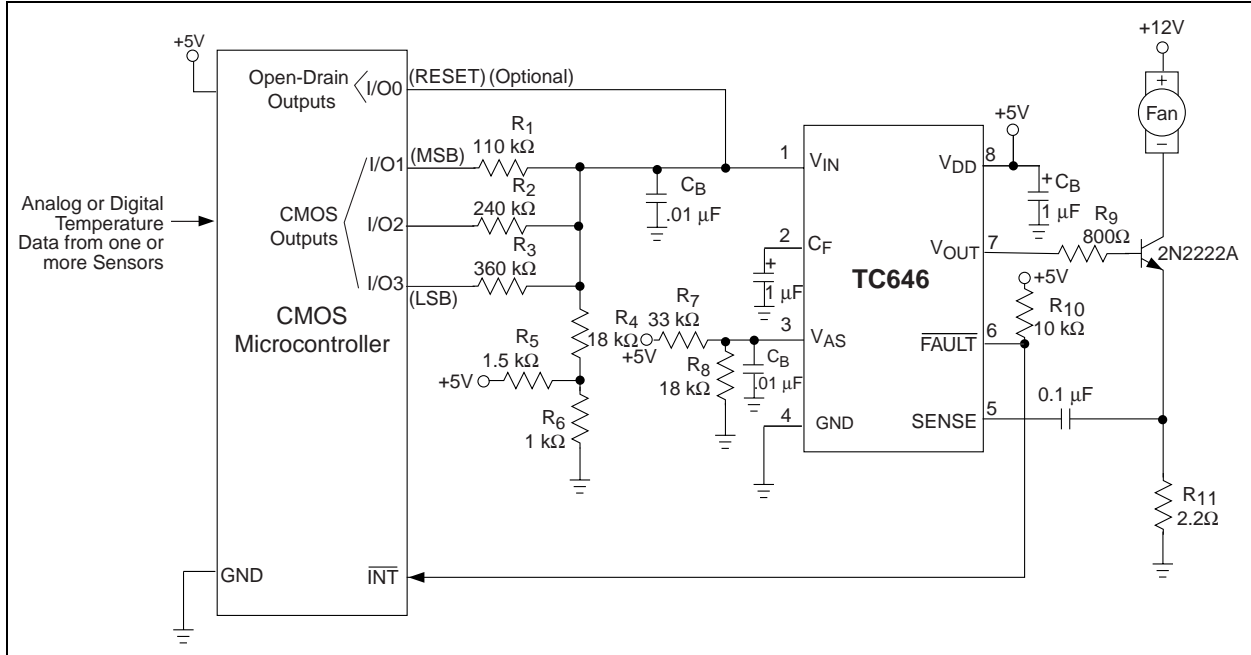 +5V
Open-Drain
Outputs
I/O0
(RESET) (Optional)
I/O1
(MSB)
R1
110 kΩ
I/O2
R2
240 kΩ
I/O3
(LSB)
R3
360 kΩ
CMOS
Outputs
Analog or Digital
Temperature
Data from one or
more Sensors
CMOS
Microcontroller
GND
INT
CB
.01 µF
R4
18 kΩ
R5
1.5 kΩ
+5V
R6
1 kΩ
+5V
R7
33 kΩ
R8
18 kΩ
CB
.01 µF
1 µF
1
VIN
2
CF
3
VAS
4
GND
TC646
VDD
8
VOUT
7
FAULT
6
SENSE
5
+5V
CB
1 µF
+
+
R9
800Ω
+5V
R10
10 kΩ
0.1 µF
+12V
+
Fan
–
2N2222A
R11
2.2Ω